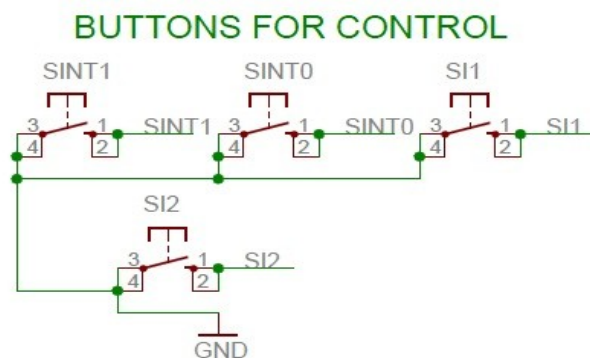 BUTTONS FOR CONTROL
SINT1 SINT0 SI1
3 1 SINT1 3 1 SINT0 3 1 SI1
4 2 4 2 4 2
SI2
3 1 SI2
4 2
GND